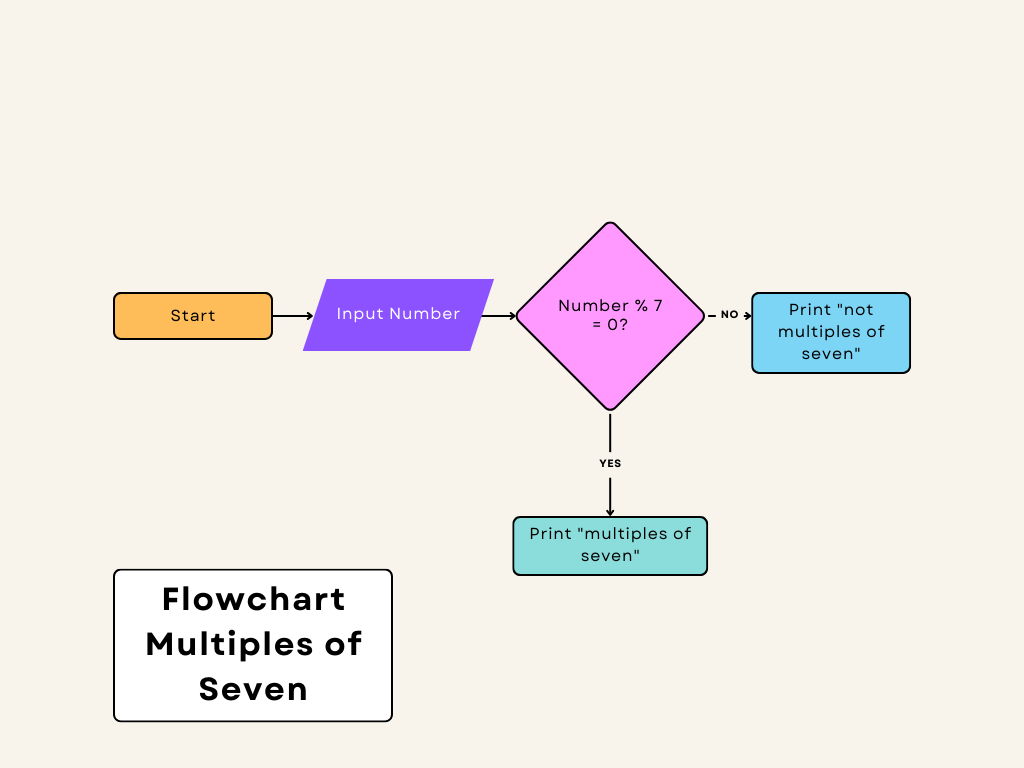 Start
Input Number
Number % 7
= 0?
NO
Print "not
multiples of
seven"
YES
Print "multiples of
seven"
Flowchart
Multiples of
Seven